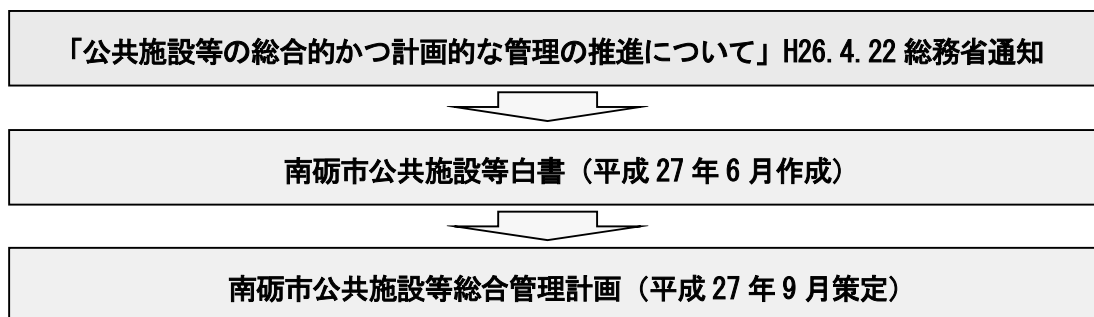 「公共施設等の総合的かつ計画的な管理の推進について」H26.4.22 総務省通知
南砺市公共施設等白書（平成 27 年 6 月作成）
南砺市公共施設等総合管理計画（平成 27 年 9 月策定）